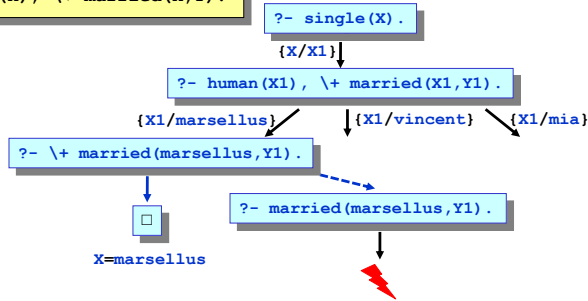 \+ married(X,Y).
?- single(X).
{X/X1}
?- human(X1), \+ married(X1,Y1).
{X1/marsellus}
{X1/vincent}
{X1/mia}
?- \+ married(marsellus,Y1).
?- married(marsellus,Y1).
□
X=marsellus